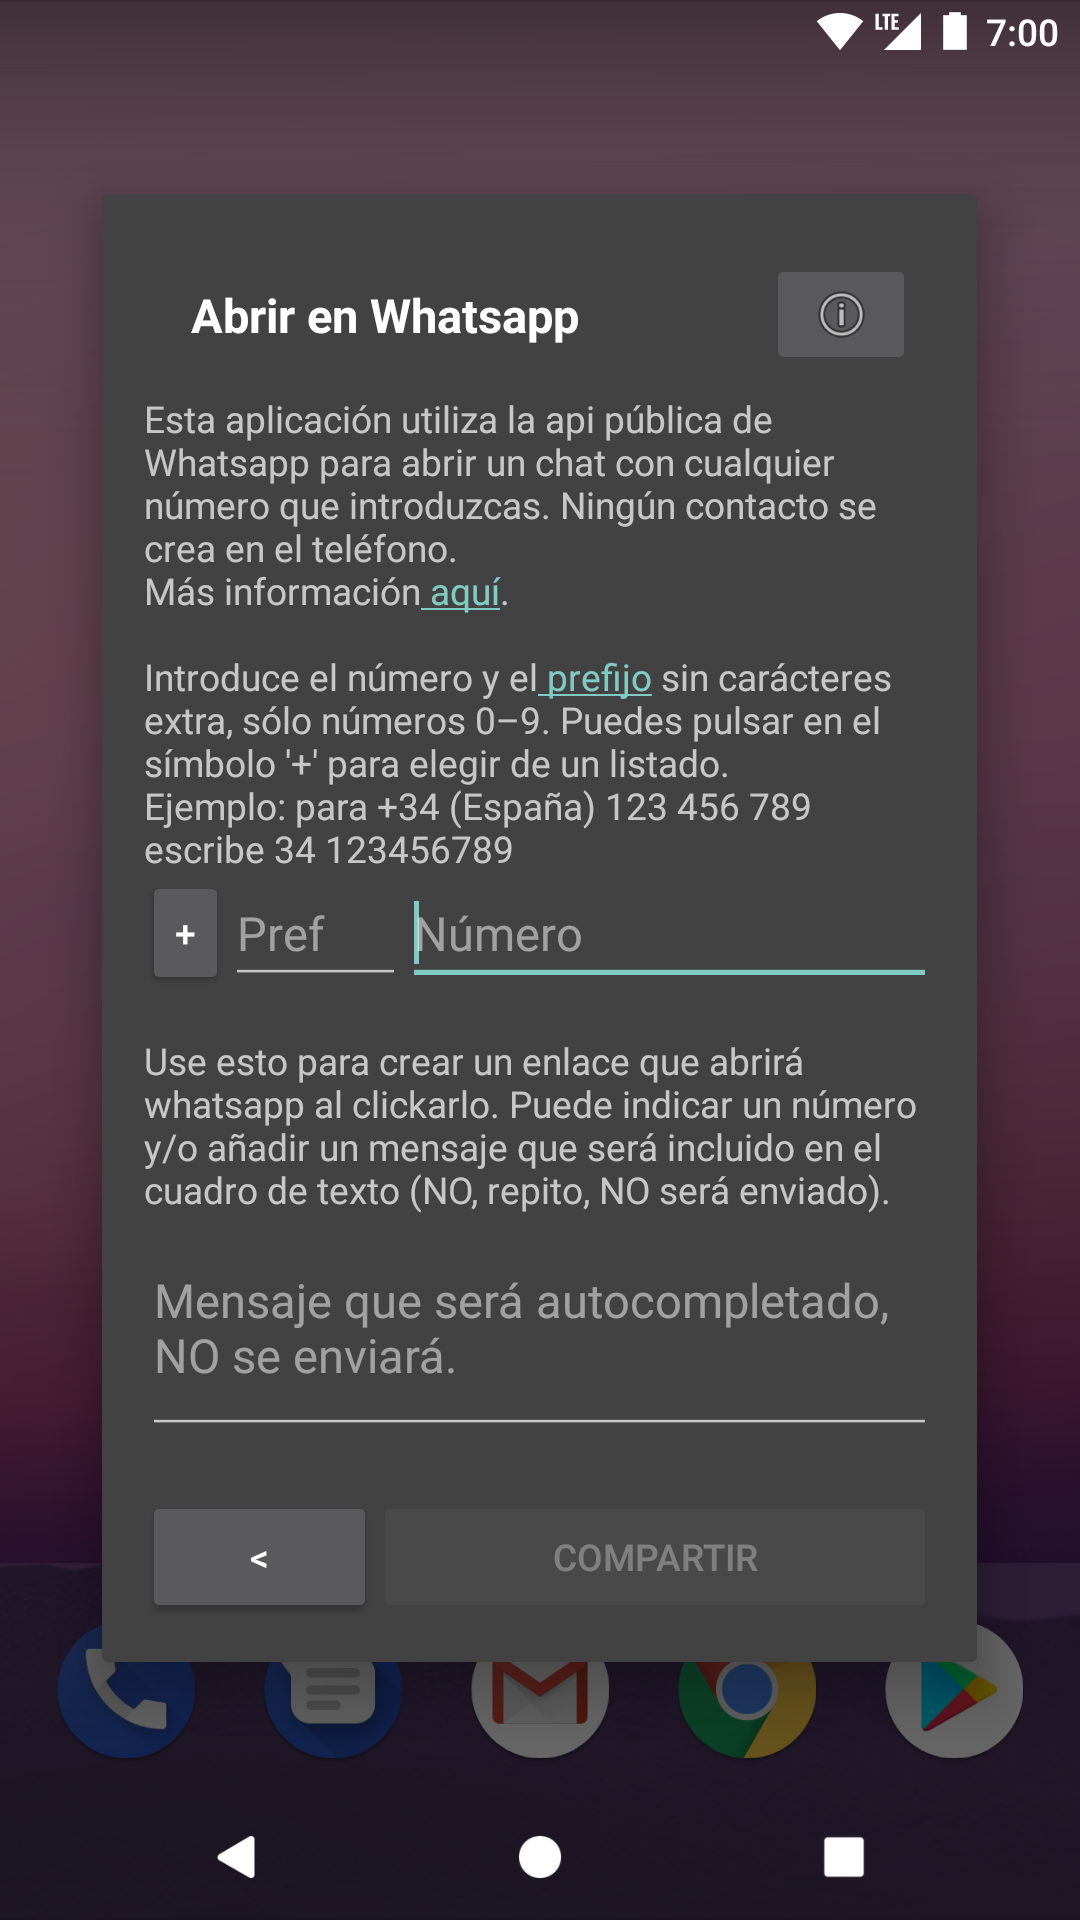 LTE 7:00
Abrir en Whatsapp
Esta aplicación utiliza la api pública de
Whatsapp para abrir un chat con cualquier
número que introduzcas. Ningún contacto se
crea en el teléfono.
Más información aquí.
Introduce el número y el prefijo sin carácteres
extra, sólo números 0–9. Puedes pulsar en el
símbolo '+' para elegir de un listado.
Ejemplo: para +34 (España) 123 456 789
escribe 34 123456789
+ Pref Número
Use esto para crear un enlace que abrirá
whatsapp al clickarlo. Puede indicar un número
y/o añadir un mensaje que será incluido en el
cuadro de texto (NO, repito, NO será enviado).
Mensaje que será autocompletado,
NO se enviará.
< COMPARTIR